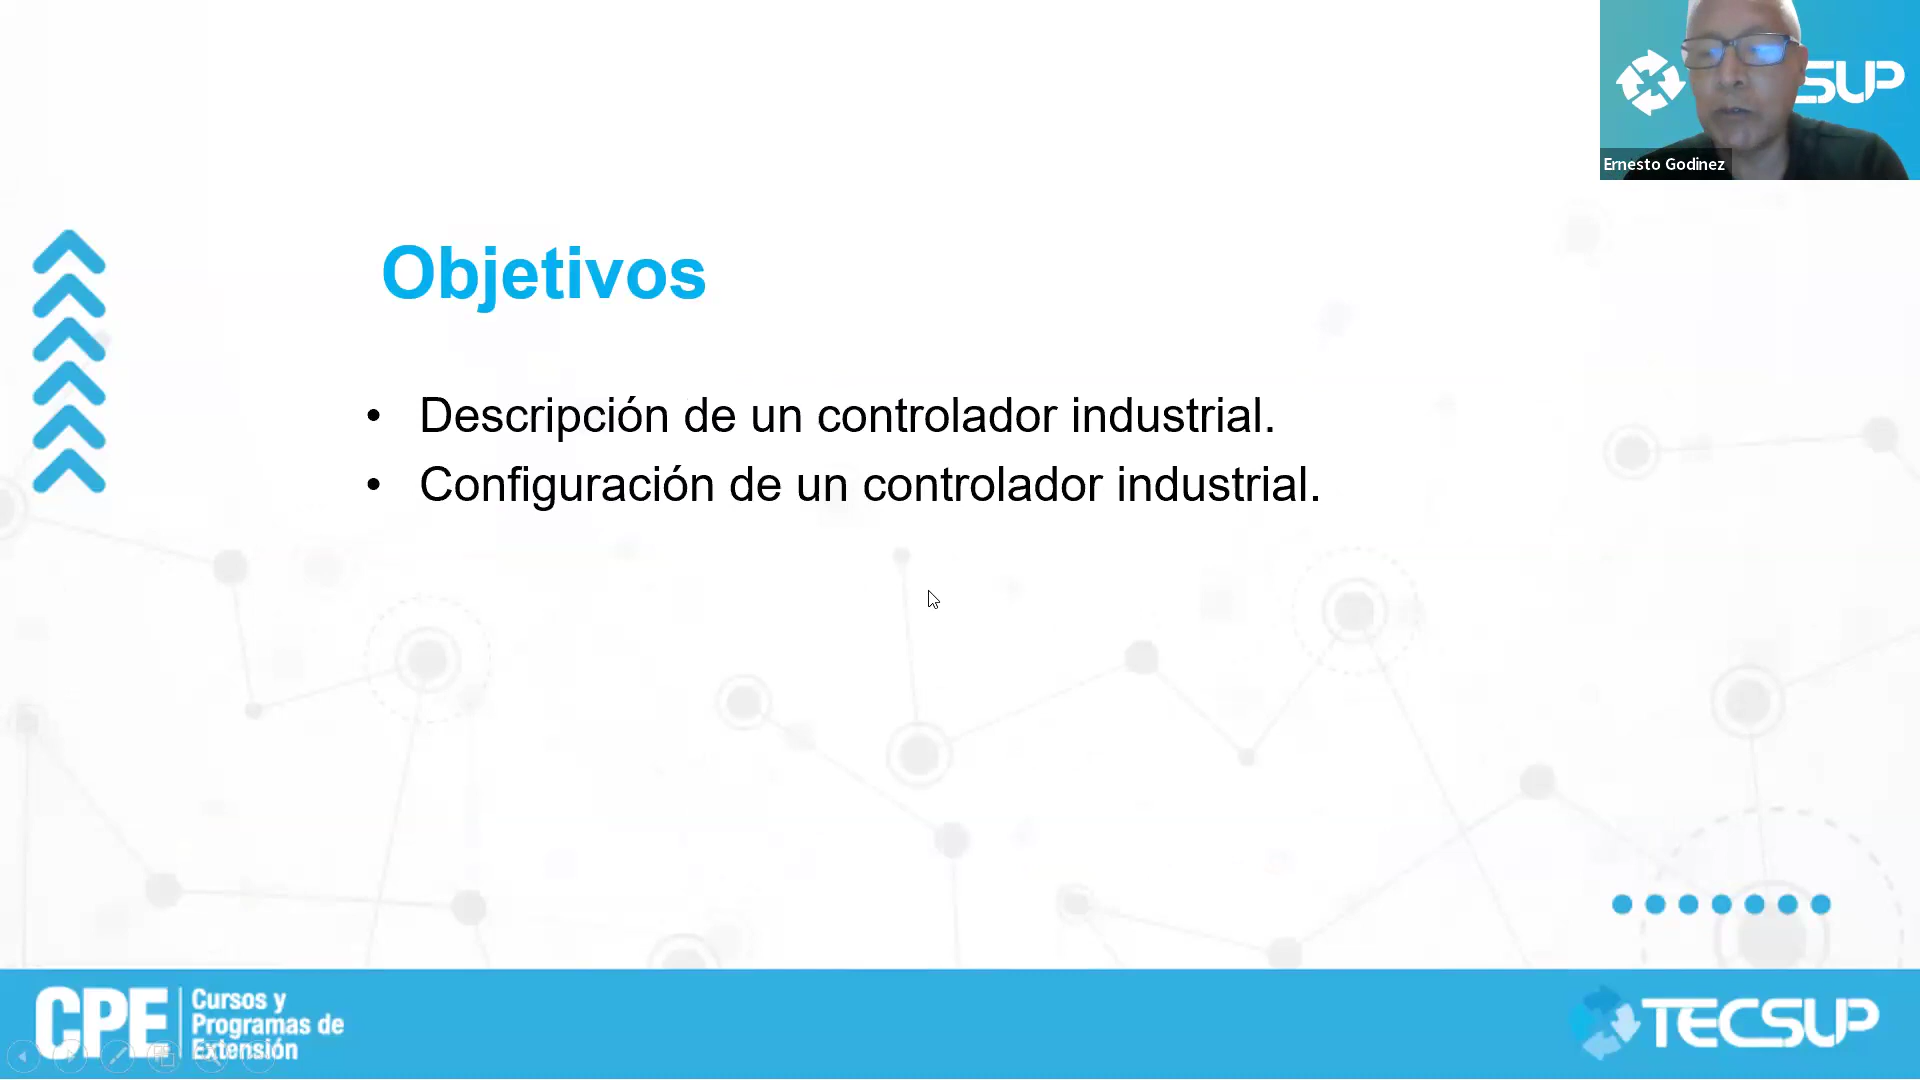 SUP
Ernesto Godinez
Objetivos
• Descripción de un controlador industrial.
• Configuración de un controlador industrial.
CPE
Cursos y
Programas de
Extensión
TECSUP